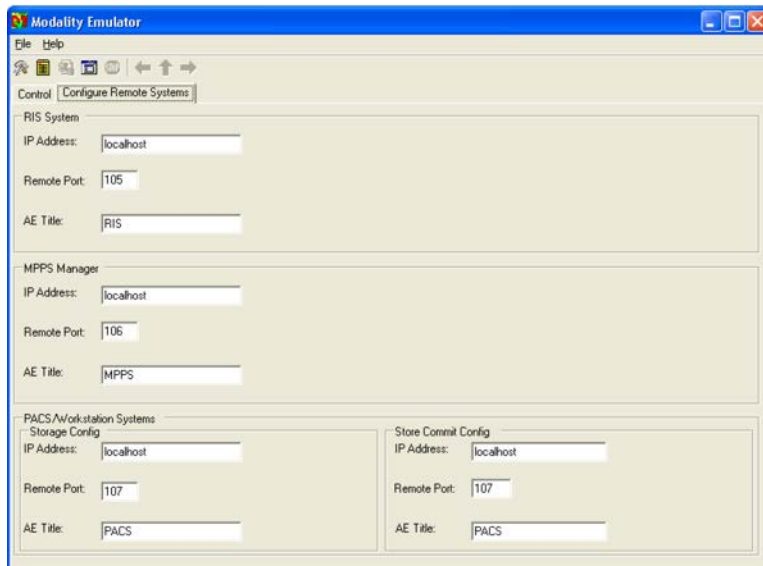 Modality Emulator
File Help
Control Configure Remote Systems
RIS System
IP Address: localhost
Remote Port: 105
AE Title: RIS
MPPS Manager
IP Address: localhost
Remote Port: 106
AE Title: MPPS
PACS/Workstation Systems
Storage Config
IP Address: localhost
Remote Port: 107
AE Title: PACS
Store Commit Config
IP Address: localhost
Remote Port: 107
AE Title: PACS